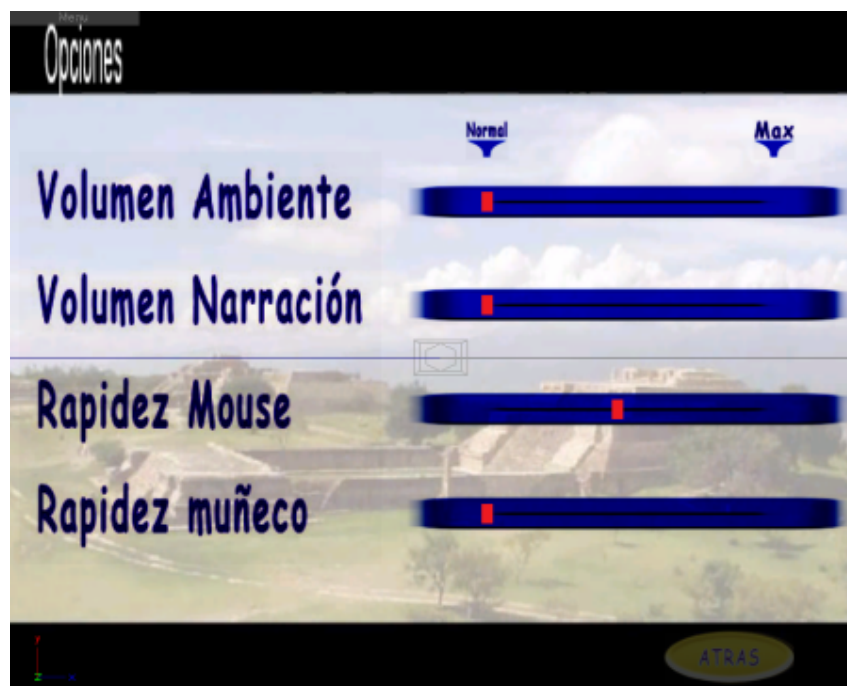 Menu
Opciones
Normal Max
Volumen Ambiente
Volumen Narración
Rapidez Mouse
Rapidez muñeco
ATRAS
Y
Z X